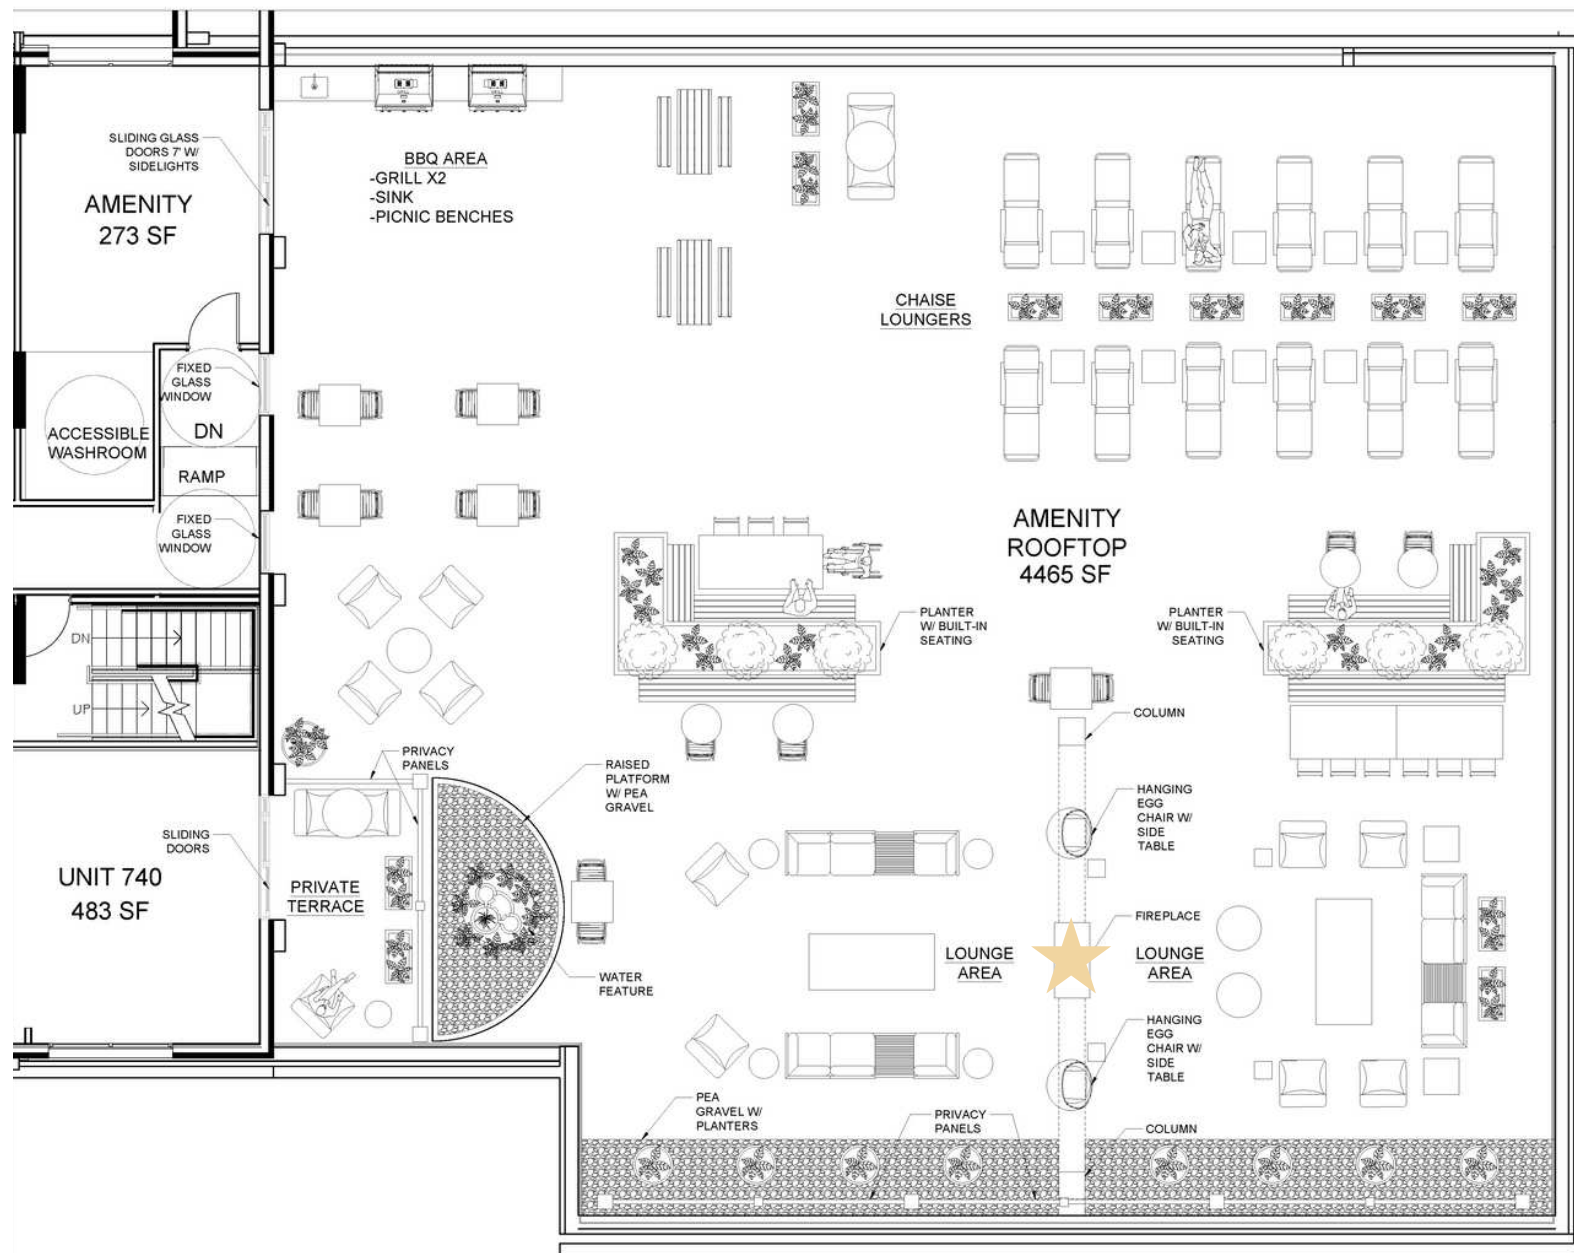 SLIDING GLASS
DOORS 7' W/
SIDELIGHTS
AMENITY
273 SF
BBQ AREA
-GRILL X2
-SINK
-PICNIC BENCHES
CHAISE
LOUNGERS
FIXED
GLASS
WINDOW
DN
ACCESSIBLE
WASHROOM
RAMP
FIXED
GLASS
WINDOW
AMENITY
ROOFTOP
4465 SF
DN
UP
PLANTER
W/ BUILT-IN
SEATING
PLANTER
W/ BUILT-IN
SEATING
COLUMN
PRIVACY
PANELS
RAISED
PLATFORM
W/ PEA
GRAVEL
HANGING
EGG
CHAIR W/
SIDE
TABLE
SLIDING
DOORS
UNIT 740
483 SF
PRIVATE
TERRACE
FIREPLACE
LOUNGE
AREA
LOUNGE
AREA
WATER
FEATURE
HANGING
EGG
CHAIR W/
SIDE
TABLE
PEA
GRAVEL W/
PLANTERS
PRIVACY
PANELS
COLUMN